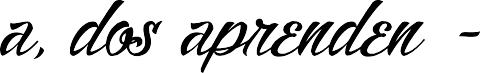 a, dos aprenden -